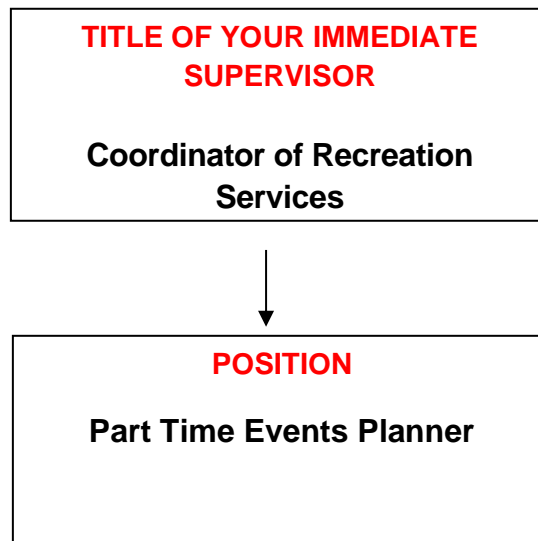 TITLE OF YOUR IMMEDIATE
SUPERVISOR
Coordinator of Recreation
Services
POSITION
Part Time Events Planner